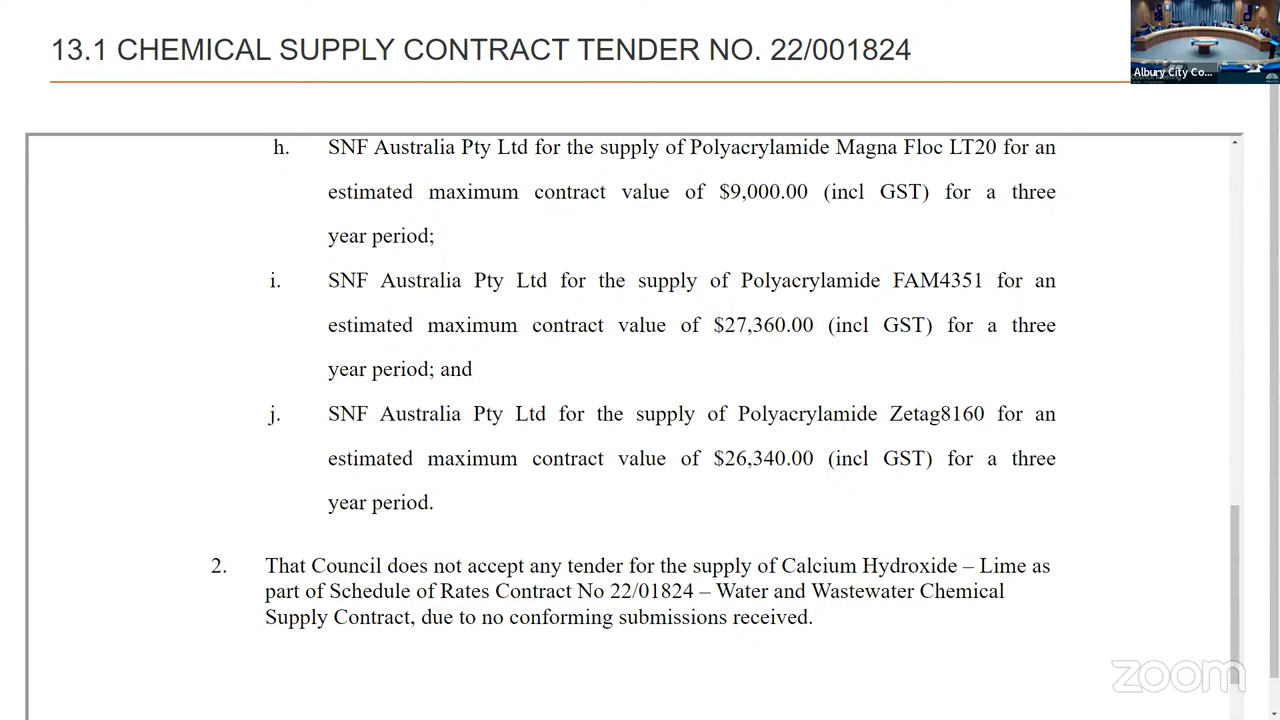 13.1 CHEMICAL SUPPLY CONTRACT TENDER NO. 22/001824
Albury City Co...
h. SNF Australia Pty Ltd for the supply of Polyacrylamide Magna Floc LT20 for an
estimated maximum contract value of $9,000.00 (incl GST) for a three
year period;
i. SNF Australia Pty Ltd for the supply of Polyacrylamide FAM4351 for an
estimated maximum contract value of $27,360.00 (incl GST) for a three
year period; and
j. SNF Australia Pty Ltd for the supply of Polyacrylamide Zetag8160 for an
estimated maximum contract value of $26,340.00 (incl GST) for a three
year period.
2. That Council does not accept any tender for the supply of Calcium Hydroxide – Lime as
part of Schedule of Rates Contract No 22/01824 – Water and Wastewater Chemical
Supply Contract, due to no conforming submissions received.
zoom